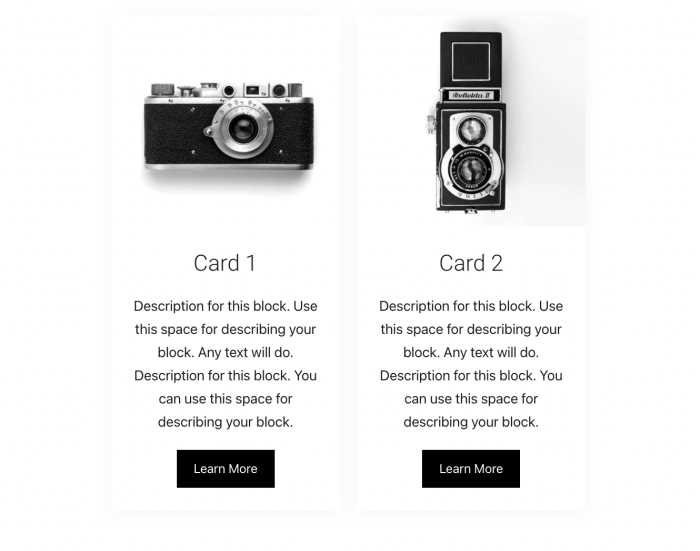 Reflekta II
Card 1
Description for this block. Use
this space for describing your
block. Any text will do.
Description for this block. You
can use this space for
describing your block.
Learn More
Card 2
Description for this block. Use
this space for describing your
block. Any text will do.
Description for this block. You
can use this space for
describing your block.
Learn More